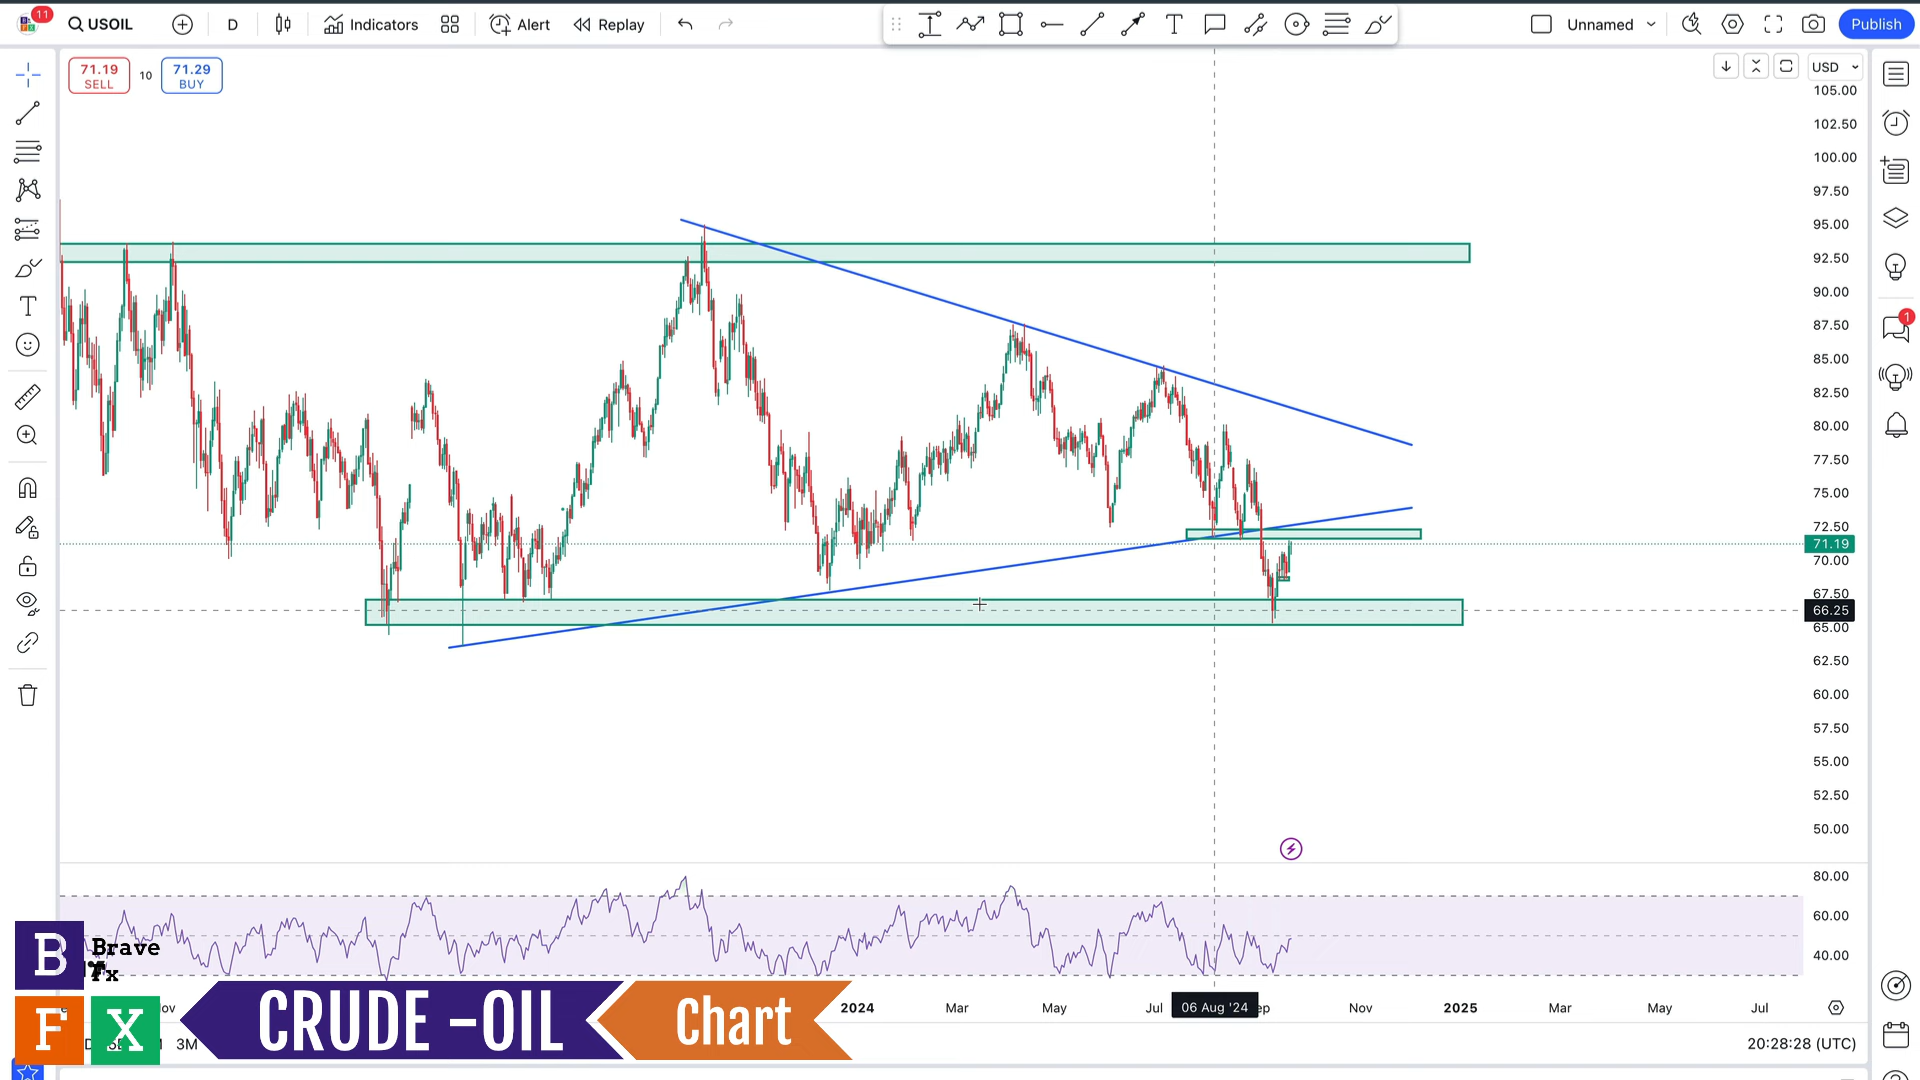 11
USOIL
D
Indicators
Alert
Replay
Unnamed
Publish
71.19
SELL
10
71.29
BUY
USD
105.00
102.50
100.00
97.50
95.00
92.50
90.00
87.50
85.00
82.50
80.00
77.50
75.00
72.50
71.19
70.00
67.50
66.25
65.00
62.50
60.00
57.50
55.00
52.50
50.00
1
80.00
60.00
40.00
B
Brave
Fx
F X
CRUDE -OIL
Chart
2024
Mar
May
Jul
06 Aug '24
Nov
2025
Mar
May
Jul
3M
20:28:28 (UTC)